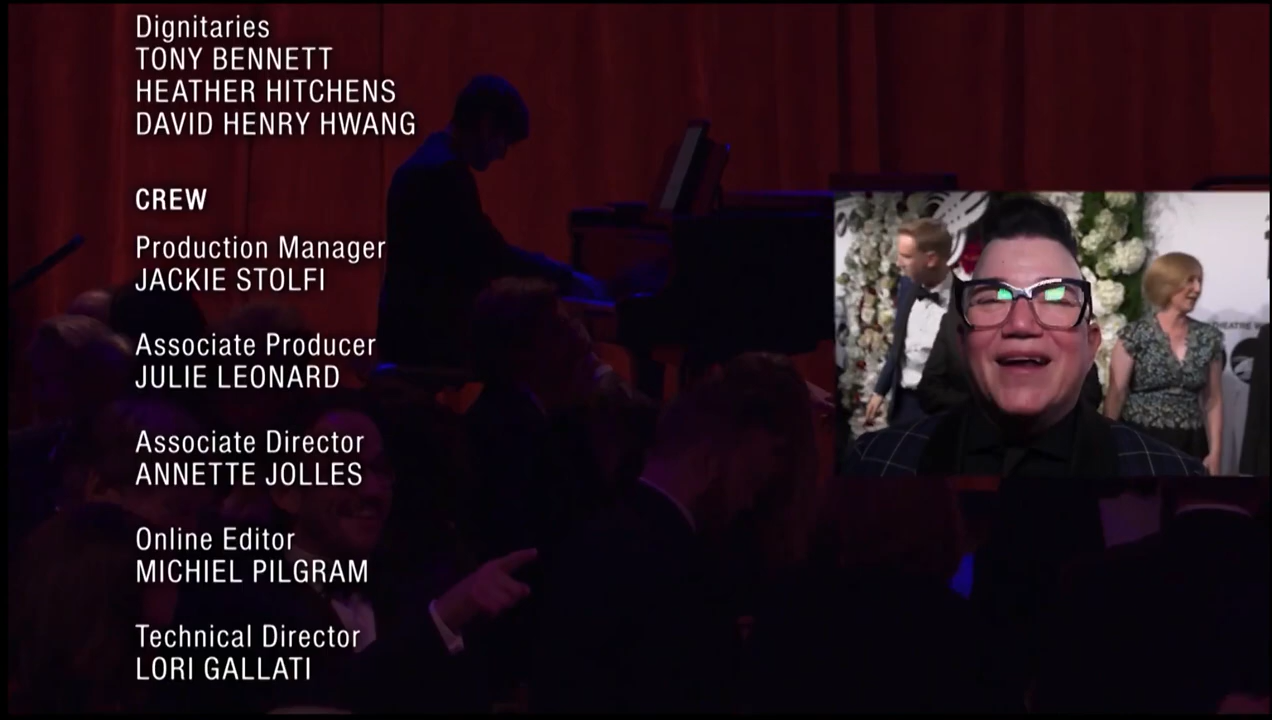 Dignitaries
TONY BENNETT
HEATHER HITCHENS
DAVID HENRY HWANG
CREW
Production Manager
JACKIE STOLFI
Associate Producer
JULIE LEONARD
Associate Director
ANNETTE JOLLES
Online Editor
MICHIEL PILGRAM
Technical Director
LORI GALLATI
THEATRE